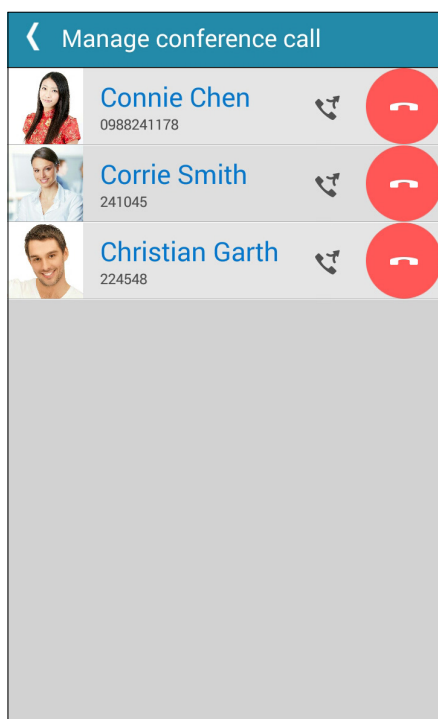 Manage conference call
Connie Chen
0988241178
Corrie Smith
241045
Christian Garth
224548